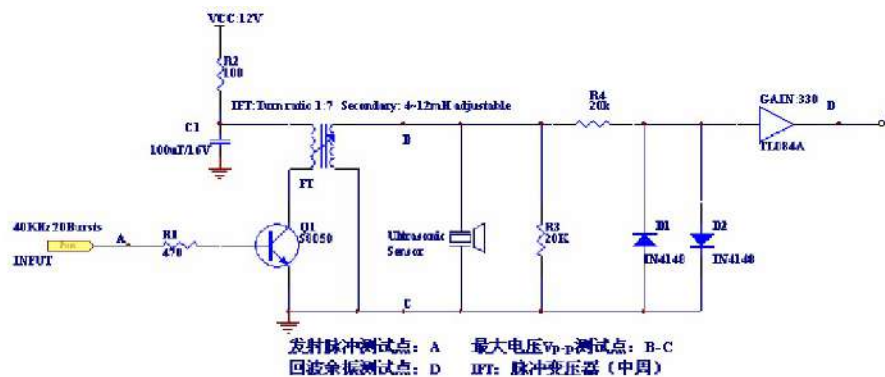 VCC:12V
R2
100
IFT:Turn ratio 1:7 Secondary: 4~12mH adjustable
C1
100uF/16V
FT
R4
20k
GAIN:330
D
TL084A
B
40KHz 20Bursts
A
R1
470
INPUT
Q1
S8050
Ultrasonic
Sensor
R3
20K
D1
IN4148
D2
IN4148
C
发射脉冲测试点：A 最大电压Vp-p测试点：B-C
回波余振测试点：D IFT：脉冲变压器（中周）